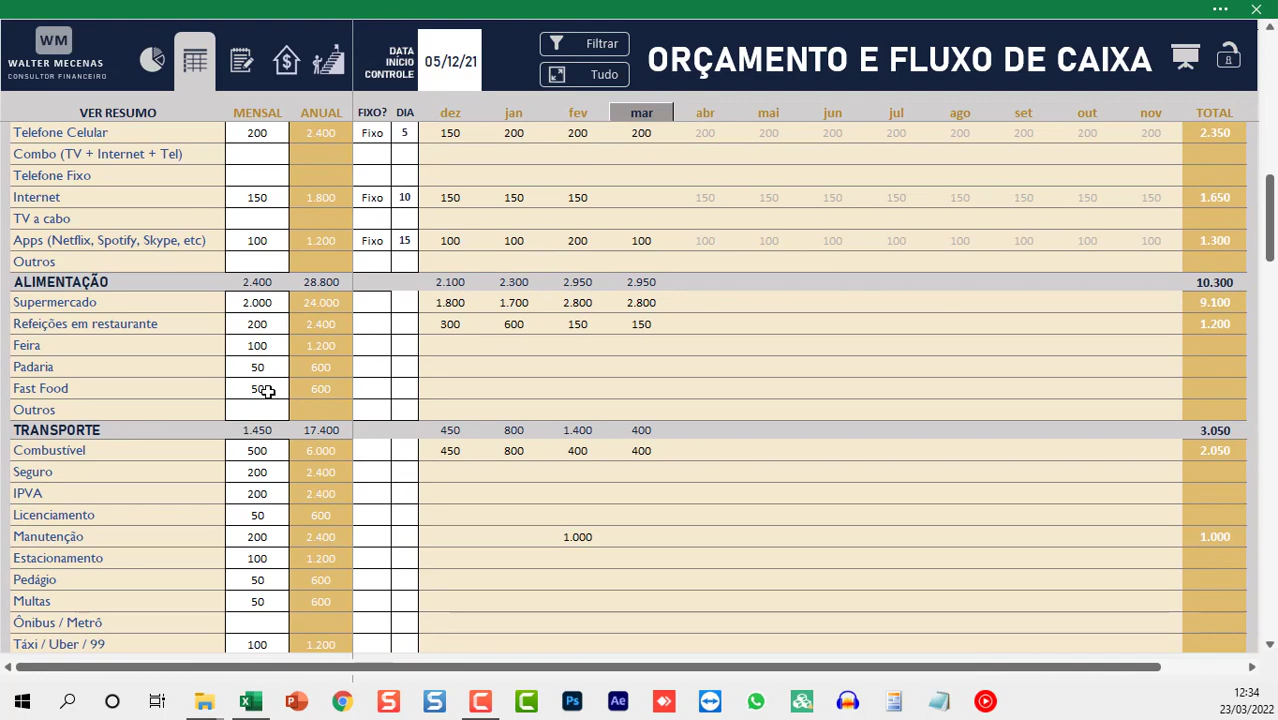 WM
WALTER MECENAS
CONSULTOR FINANCEIRO
DATA INÍCIO CONTROLE 05/12/21
Filtrar
Tudo
ORÇAMENTO E FLUXO DE CAIXA
VER RESUMO MENSAL ANUAL FIXO? DIA dez jan fev mar abr mai jun jul ago set out nov TOTAL
Telefone Celular 200 2.400 Fixo 5 150 200 200 200 200 200 200 200 200 200 200 200 2.350
Combo (TV + Internet + Tel)
Telefone Fixo
Internet 150 1.800 Fixo 10 150 150 150 150 150 150 150 150 150 150 150 1.650
TV a cabo
Apps (Netflix, Spotify, Skype, etc) 100 1.200 Fixo 15 100 100 200 100 100 100 100 100 100 100 100 100 1.300
Outros
ALIMENTAÇÃO 2.400 28.800 2.100 2.300 2.950 2.950 10.300
Supermercado 2.000 24.000 1.800 1.700 2.800 2.800 9.100
Refeições em restaurante 200 2.400 300 600 150 150 1.200
Feira 100 1.200
Padaria 50 600
Fast Food 50 600
Outros
TRANSPORTE 1.450 17.400 450 800 1.400 400 3.050
Combustível 500 6.000 450 800 400 400 2.050
Seguro 200 2.400
IPVA 200 2.400
Licenciamento 50 600
Manutenção 200 2.400 1.000 1.000
Estacionamento 100 1.200
Pedágio 50 600
Multas 50 600
Ônibus / Metrô
Táxi / Uber / 99 100 1.200
12:34
23/03/2022